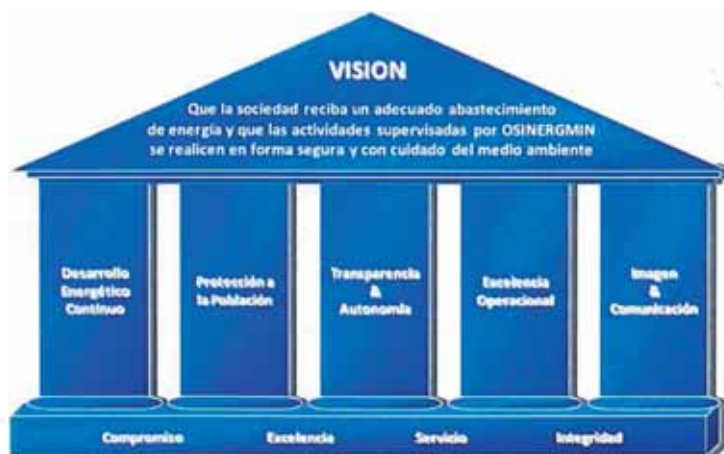 VISION
Que la sociedad reciba un adecuado abastecimiento
de energía y que las actividades supervisadas por OSINERGMIN
se realicen en forma segura y con cuidado del medio ambiente
Desarrollo
Energético
Continuo
Protección a
la Población
Transparencia
&
Autonomía
Excelencia
Operacional
Imagen
&
Comunicación
Compromiso Excelencia Servicio Integridad